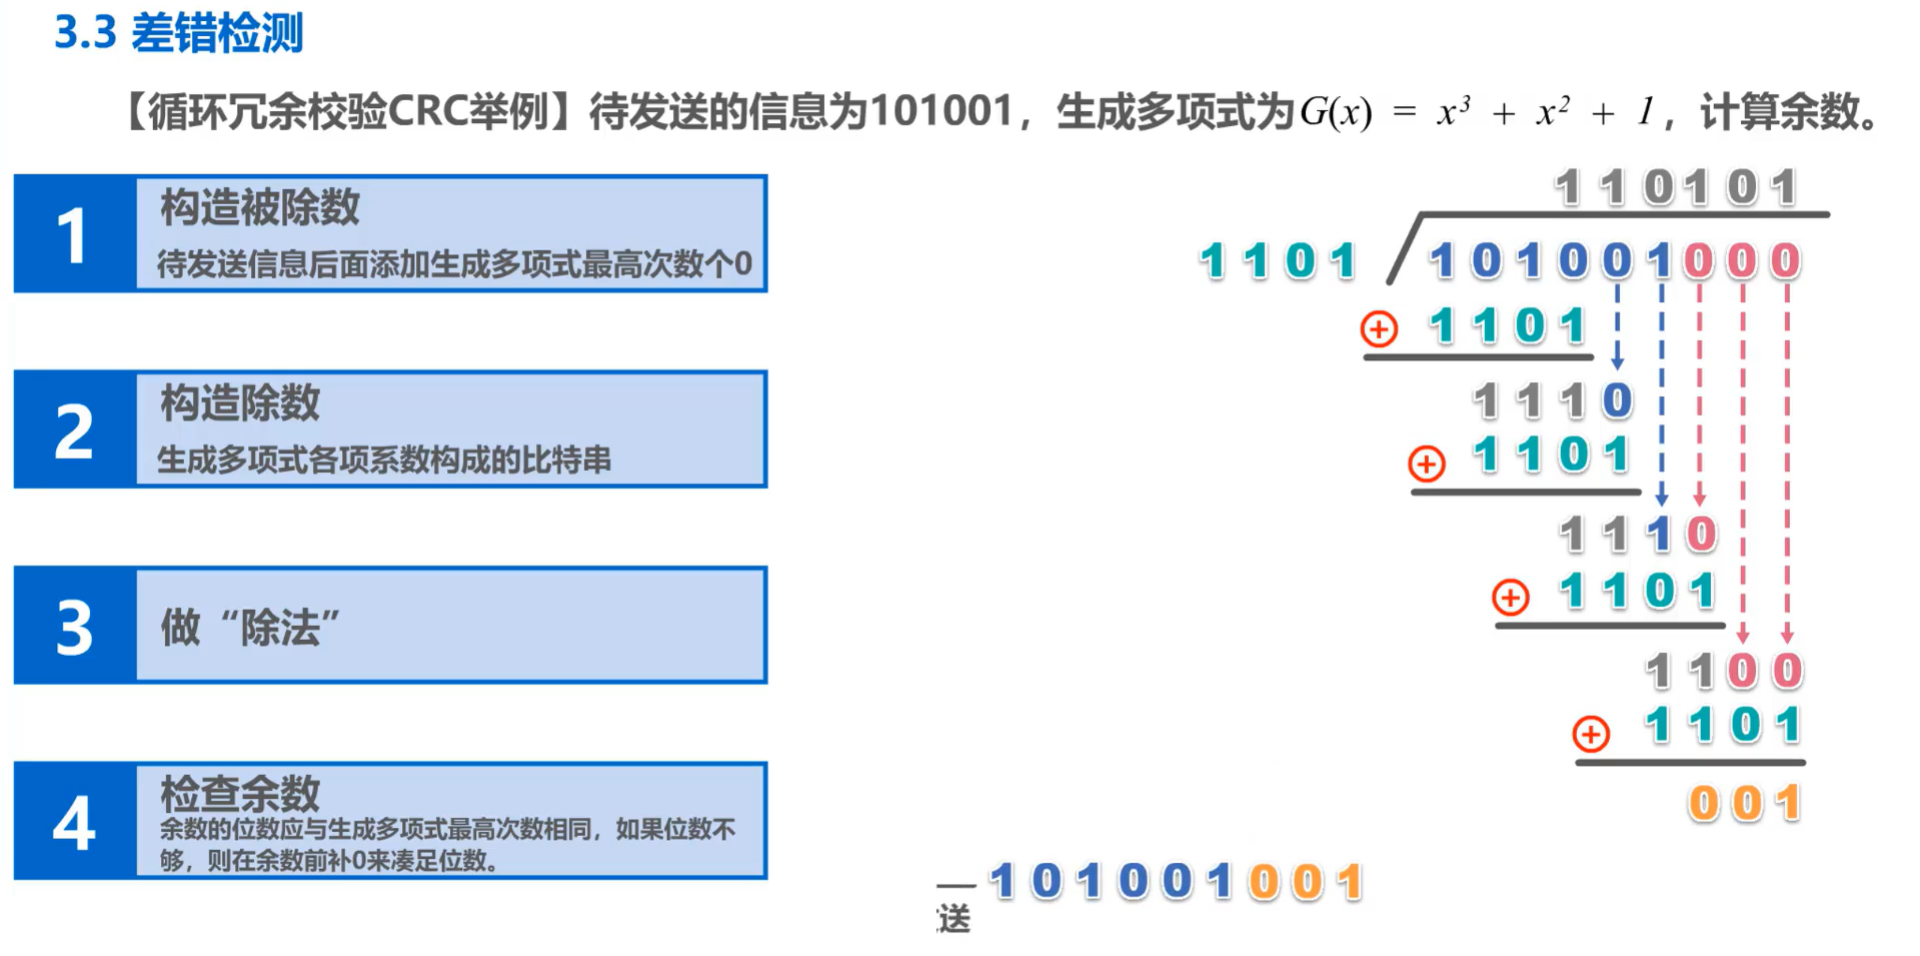 3.3 差错检测
【循环冗余校验CRC举例】待发送的信息为101001，生成多项式为G(x) = x³ + x² + 1，计算余数。
1
构造被除数
待发送信息后面添加生成多项式最高次数个0
2
构造除数
生成多项式各项系数构成的比特串
3
做“除法”
4
检查余数
余数的位数应与生成多项式最高次数相同，如果位数不
够，则在余数前补0来凑足位数。
110101
1101 101001000
⊕ 1101
1110
⊕ 1101
1110
⊕ 1101
1100
⊕ 1101
001
101001001
送